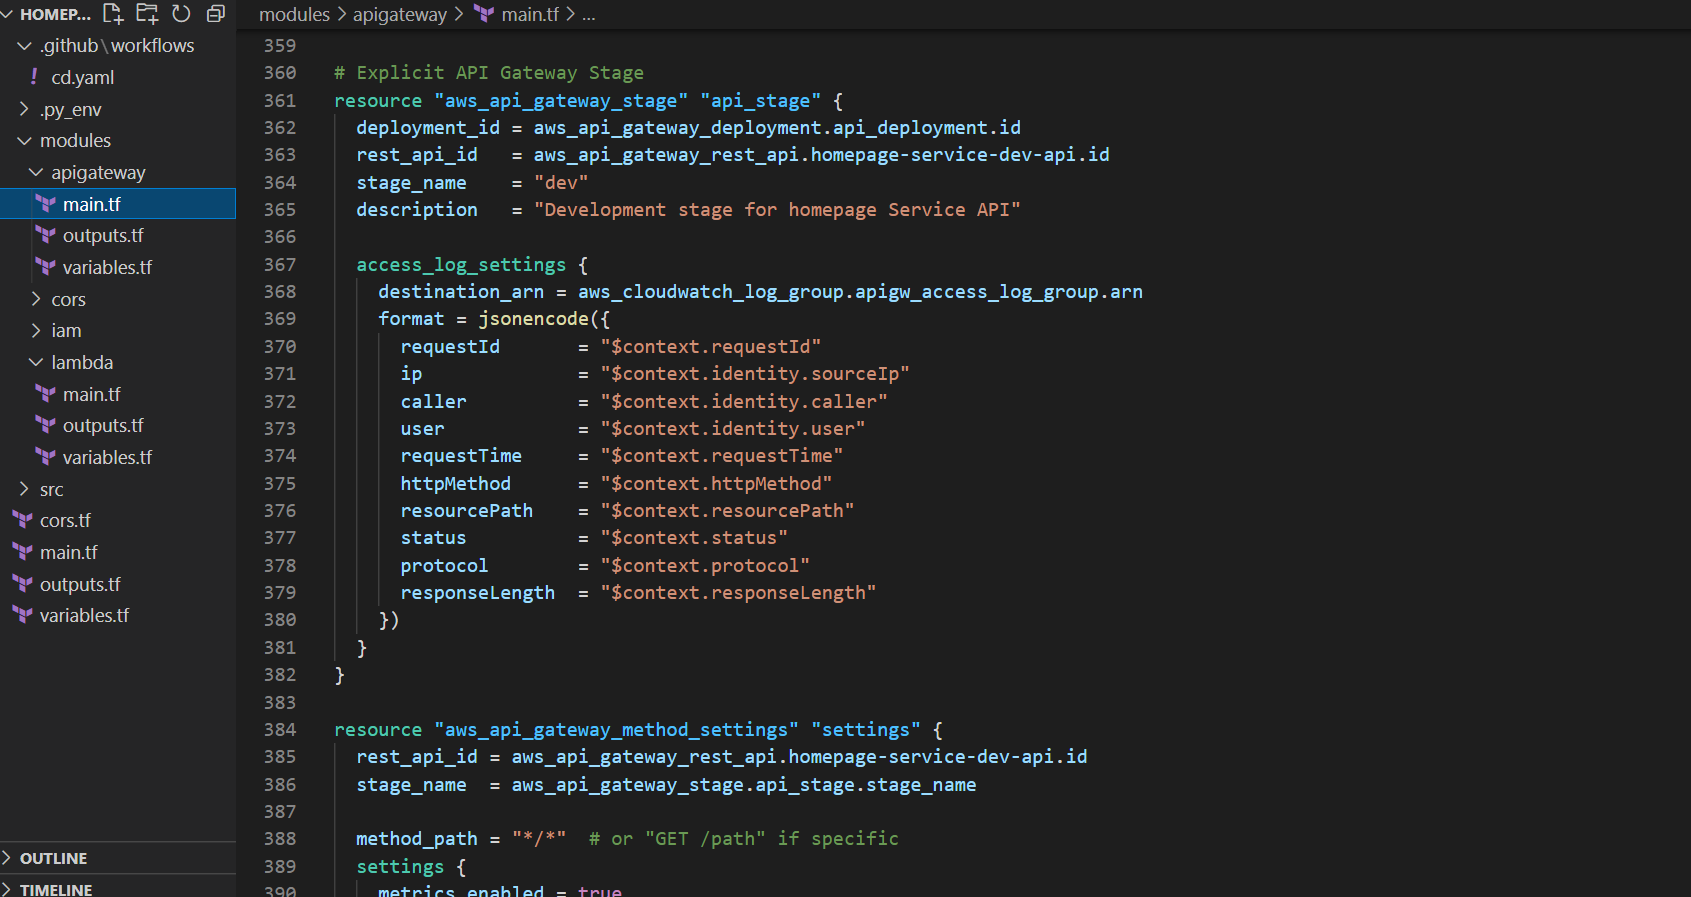 HOMEP...
.github\workflows
! cd.yaml
.py_env
modules
apigateway
main.tf
outputs.tf
variables.tf
cors
iam
lambda
main.tf
outputs.tf
variables.tf
src
cors.tf
main.tf
outputs.tf
variables.tf
OUTLINE
TIMELINE
modules > apigateway > main.tf > ...
359
360 # Explicit API Gateway Stage
361 resource "aws_api_gateway_stage" "api_stage" {
362   deployment_id = aws_api_gateway_deployment.api_deployment.id
363   rest_api_id   = aws_api_gateway_rest_api.homepage-service-dev-api.id
364   stage_name    = "dev"
365   description   = "Development stage for homepage Service API"
366
367   access_log_settings {
368     destination_arn = aws_cloudwatch_log_group.apigw_access_log_group.arn
369     format = jsonencode({
370       requestId       = "$context.requestId"
371       ip              = "$context.identity.sourceIp"
372       caller          = "$context.identity.caller"
373       user            = "$context.identity.user"
374       requestTime     = "$context.requestTime"
375       httpMethod      = "$context.httpMethod"
376       resourcePath    = "$context.resourcePath"
377       status          = "$context.status"
378       protocol        = "$context.protocol"
379       responseLength  = "$context.responseLength"
380     })
381   }
382 }
383
384 resource "aws_api_gateway_method_settings" "settings" {
385   rest_api_id = aws_api_gateway_rest_api.homepage-service-dev-api.id
386   stage_name  = aws_api_gateway_stage.api_stage.stage_name
387
388   method_path = "*/*"  # or "GET /path" if specific
389   settings {
390     metrics_enabled = true